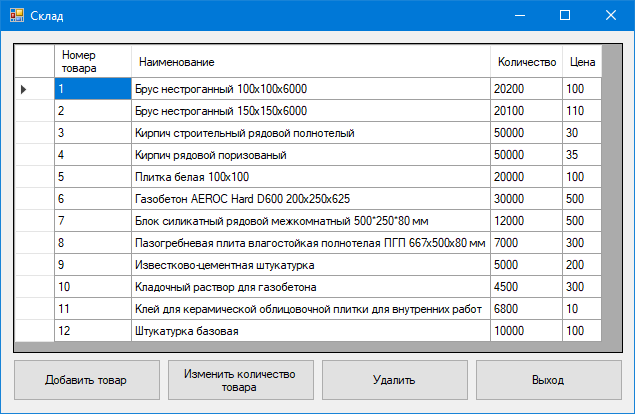 Склад
Номер товара Наименование Количество Цена
1 Брус нестроганный 100x100x6000 20200 100
2 Брус нестроганный 150x150x6000 20100 110
3 Кирпич строительный рядовой полнотелый 50000 30
4 Кирпич рядовой поризованый 50000 35
5 Плитка белая 100x100 20000 100
6 Газобетон AEROC Hard D600 200x250x625 30000 500
7 Блок силикатный рядовой межкомнатный 500*250*80 мм 12000 500
8 Пазогребневая плита влагостойкая полнотелая ПГП 667x500x80 мм 7000 300
9 Известково-цементная штукатурка 5000 200
10 Кладочный раствор для газобетона 4500 300
11 Клей для керамической облицовочной плитки для внутренних работ 6800 10
12 Штукатурка базовая 10000 100
Добавить товар Изменить количество товара Удалить Выход